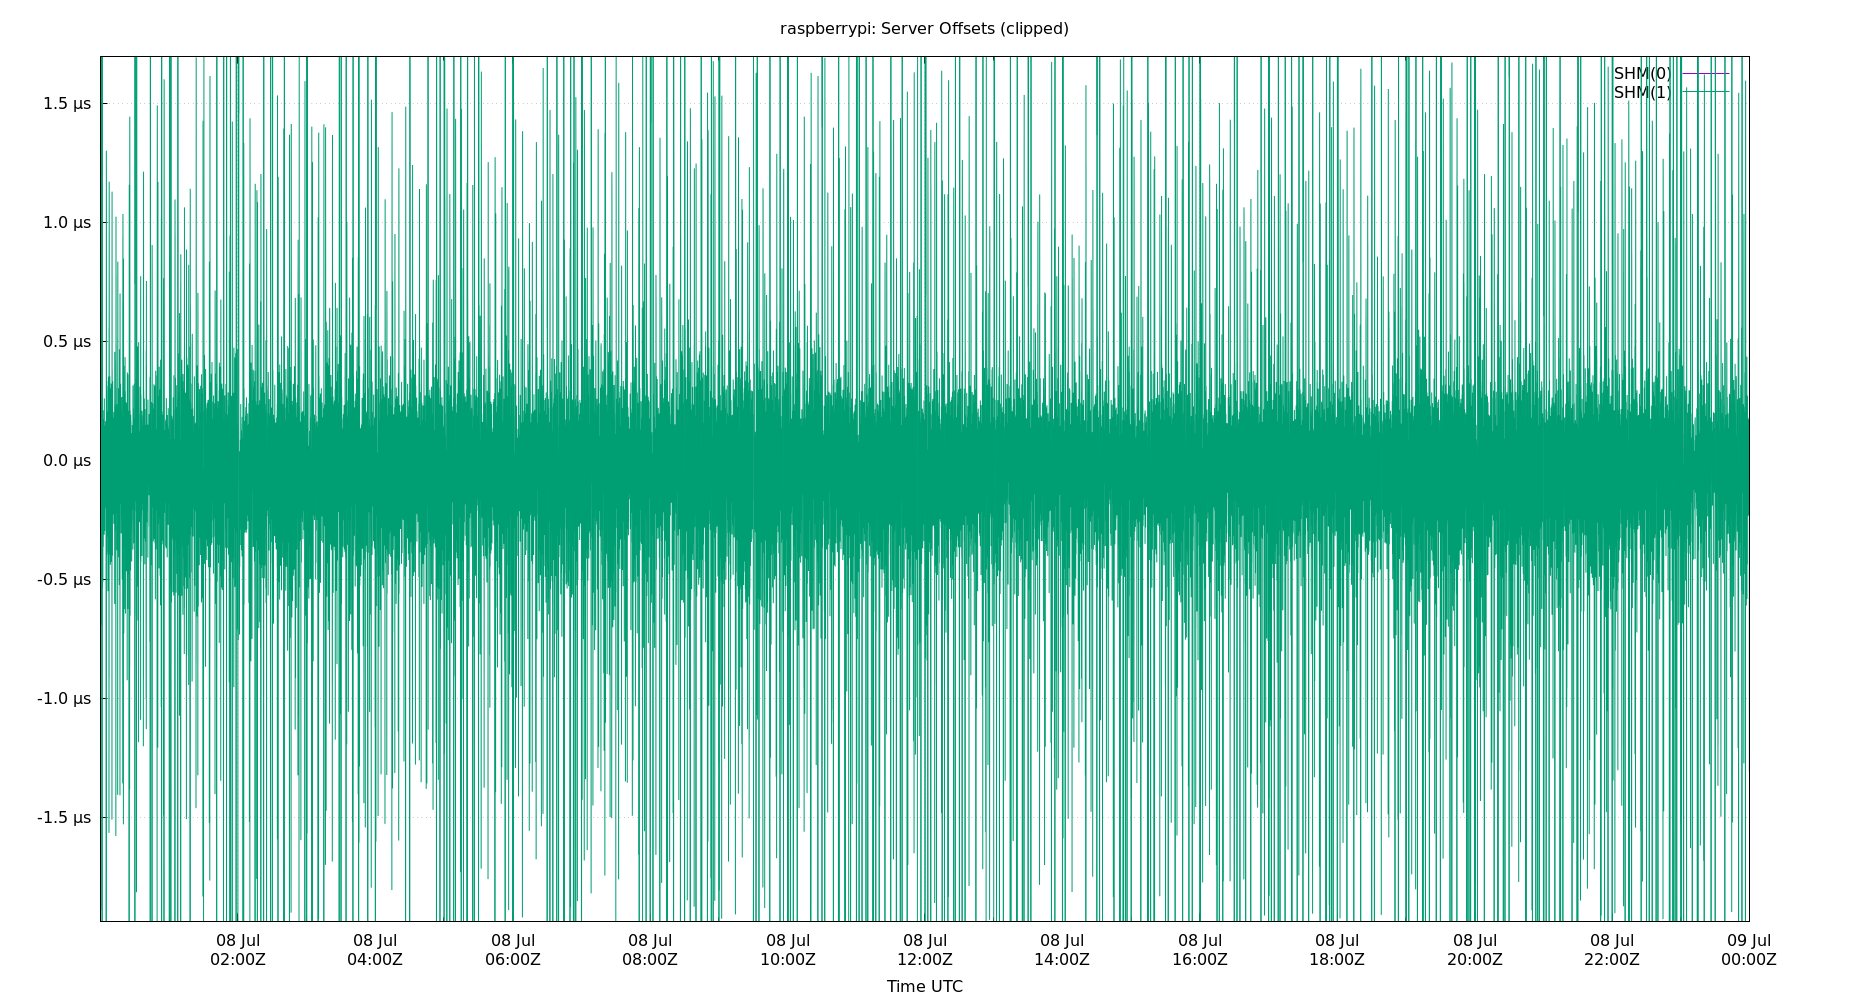 raspberrypi: Server Offsets (clipped)
SHM(0)
SHM(1)
1.5 µs
1.0 µs
0.5 µs
0.0 µs
-0.5 µs
-1.0 µs
-1.5 µs
08 Jul 08 Jul 08 Jul 08 Jul 08 Jul 08 Jul 08 Jul 08 Jul 08 Jul 08 Jul 08 Jul 09 Jul
02:00Z 04:00Z 06:00Z 08:00Z 10:00Z 12:00Z 14:00Z 16:00Z 18:00Z 20:00Z 22:00Z 00:00Z
Time UTC